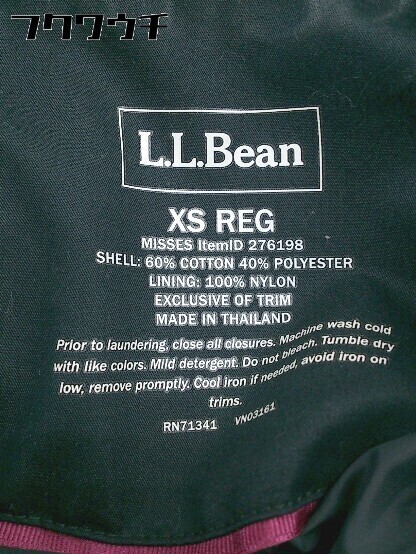 フクウウチ
L.L.Bean
XS REG
MISSES ItemID 276198
SHELL: 60% COTTON 40% POLYESTER
LINING: 100% NYLON
EXCLUSIVE OF TRIM
MADE IN THAILAND
Prior to laundering, close all closures. Machine wash cold
with like colors. Mild detergent. Do not bleach. Tumble dry
low, remove promptly. Cool iron if needed, avoid iron on
trims.
RN71341 VN03161